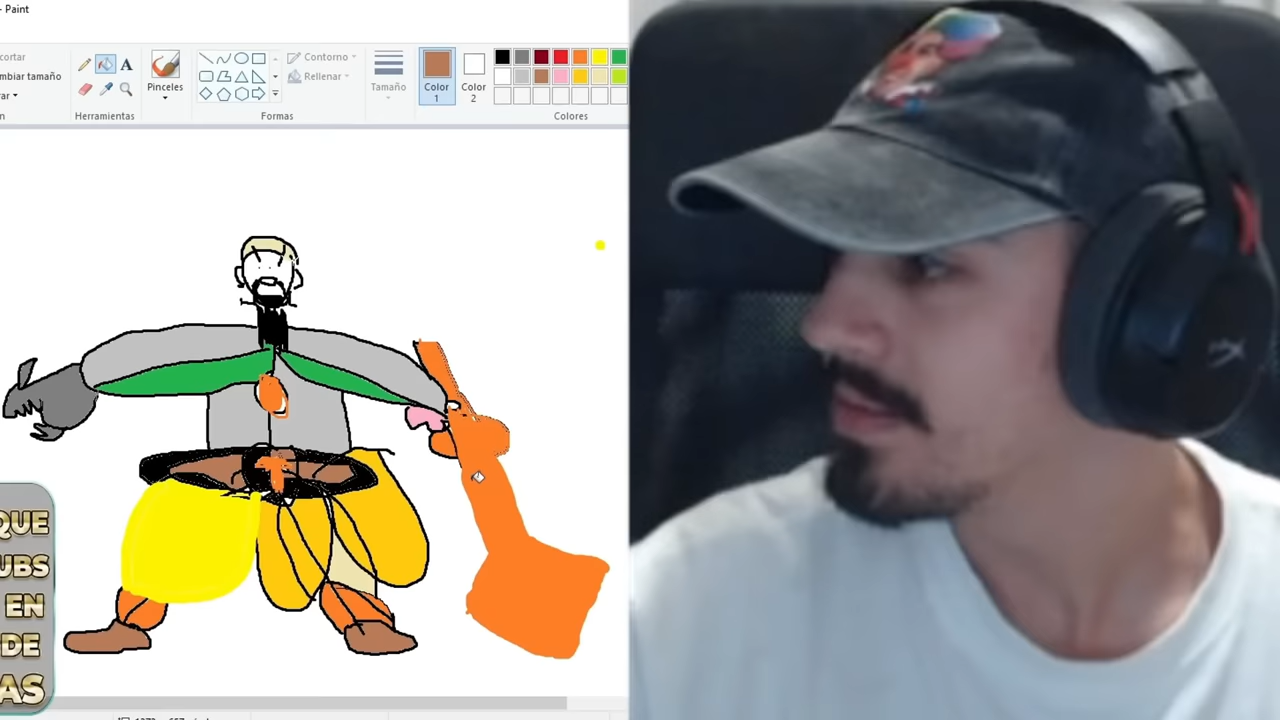 - Paint
cortar
mbiar tamaño
ar
A
Pinceles
Contorno
Rellenar
Tamaño
Color
1
Color
2
Herramientas
Formas
Colores
QUE
UBS
EN
DE
AS